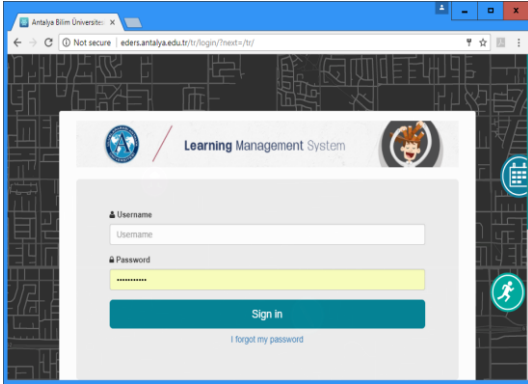 Antalya Bilim Üniversites
Not secure | eders.antalya.edu.tr/tr/login/?next=/tr/
Learning Management System
Username
Username
Password
Sign in
I forgot my password